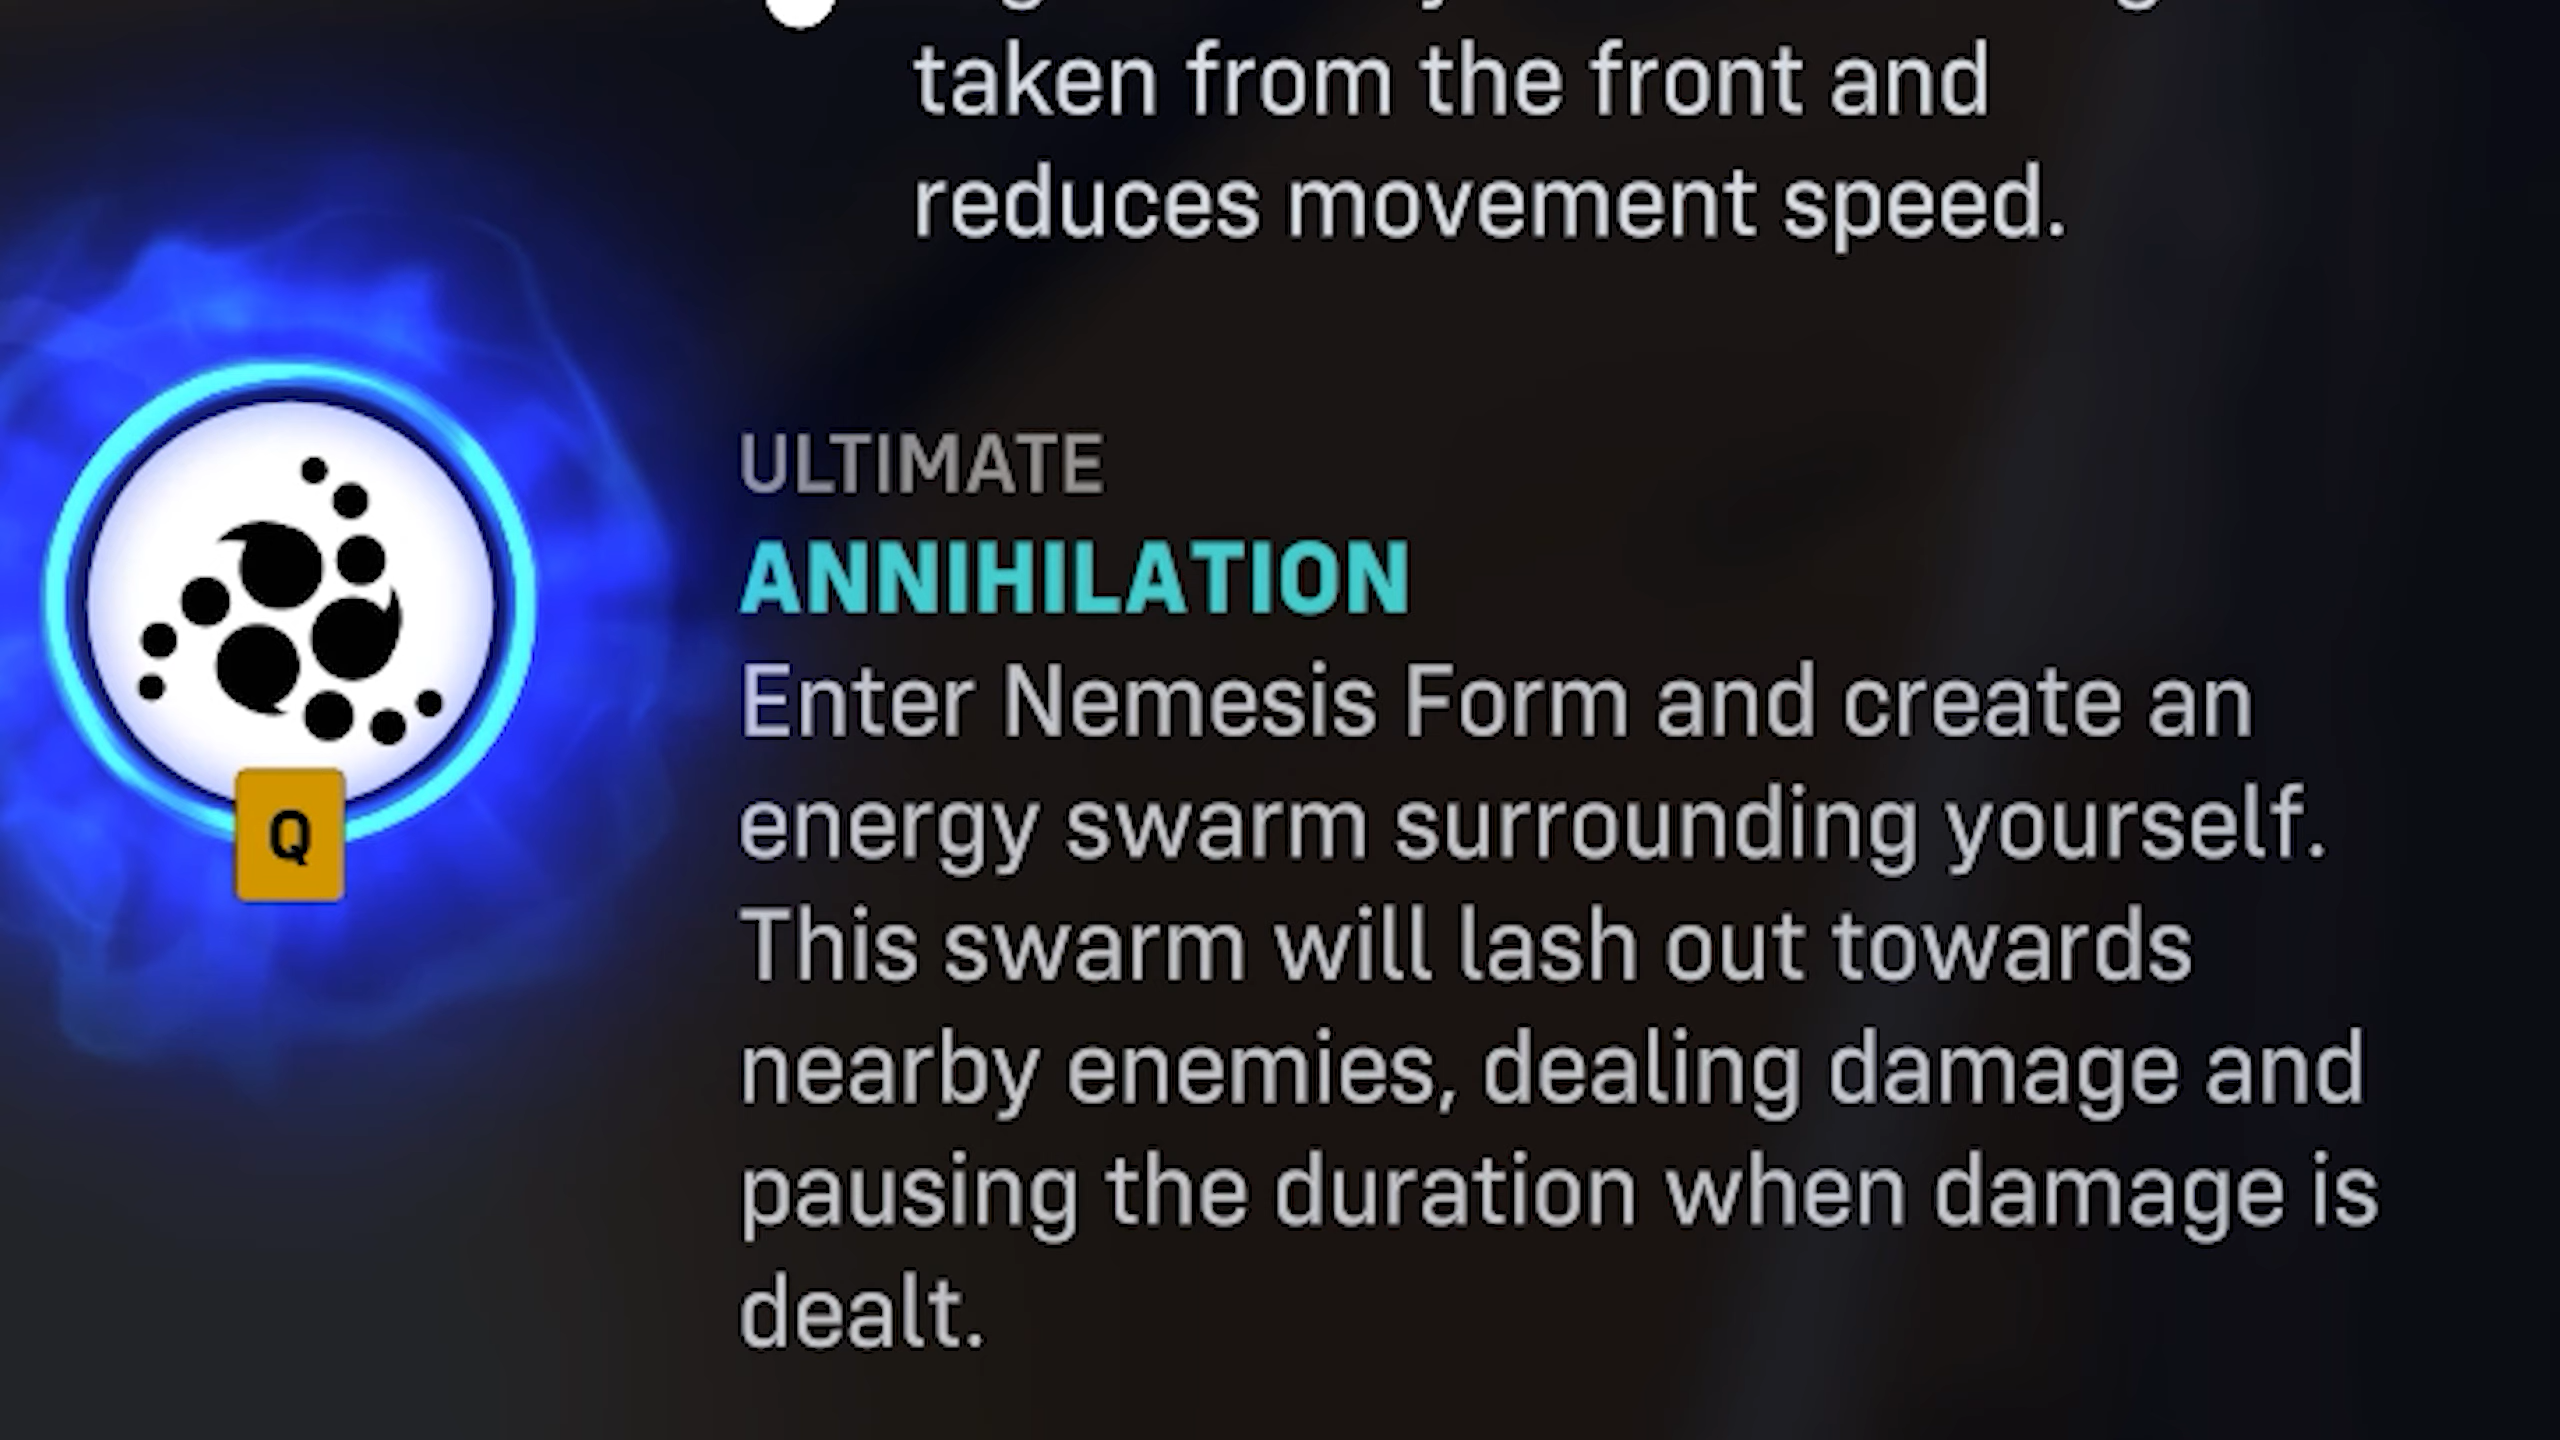 taken from the front and
reduces movement speed.
ULTIMATE
ANNIHILATION
Enter Nemesis Form and create an
energy swarm surrounding yourself.
This swarm will lash out towards
nearby enemies, dealing damage and
pausing the duration when damage is
dealt.
Q